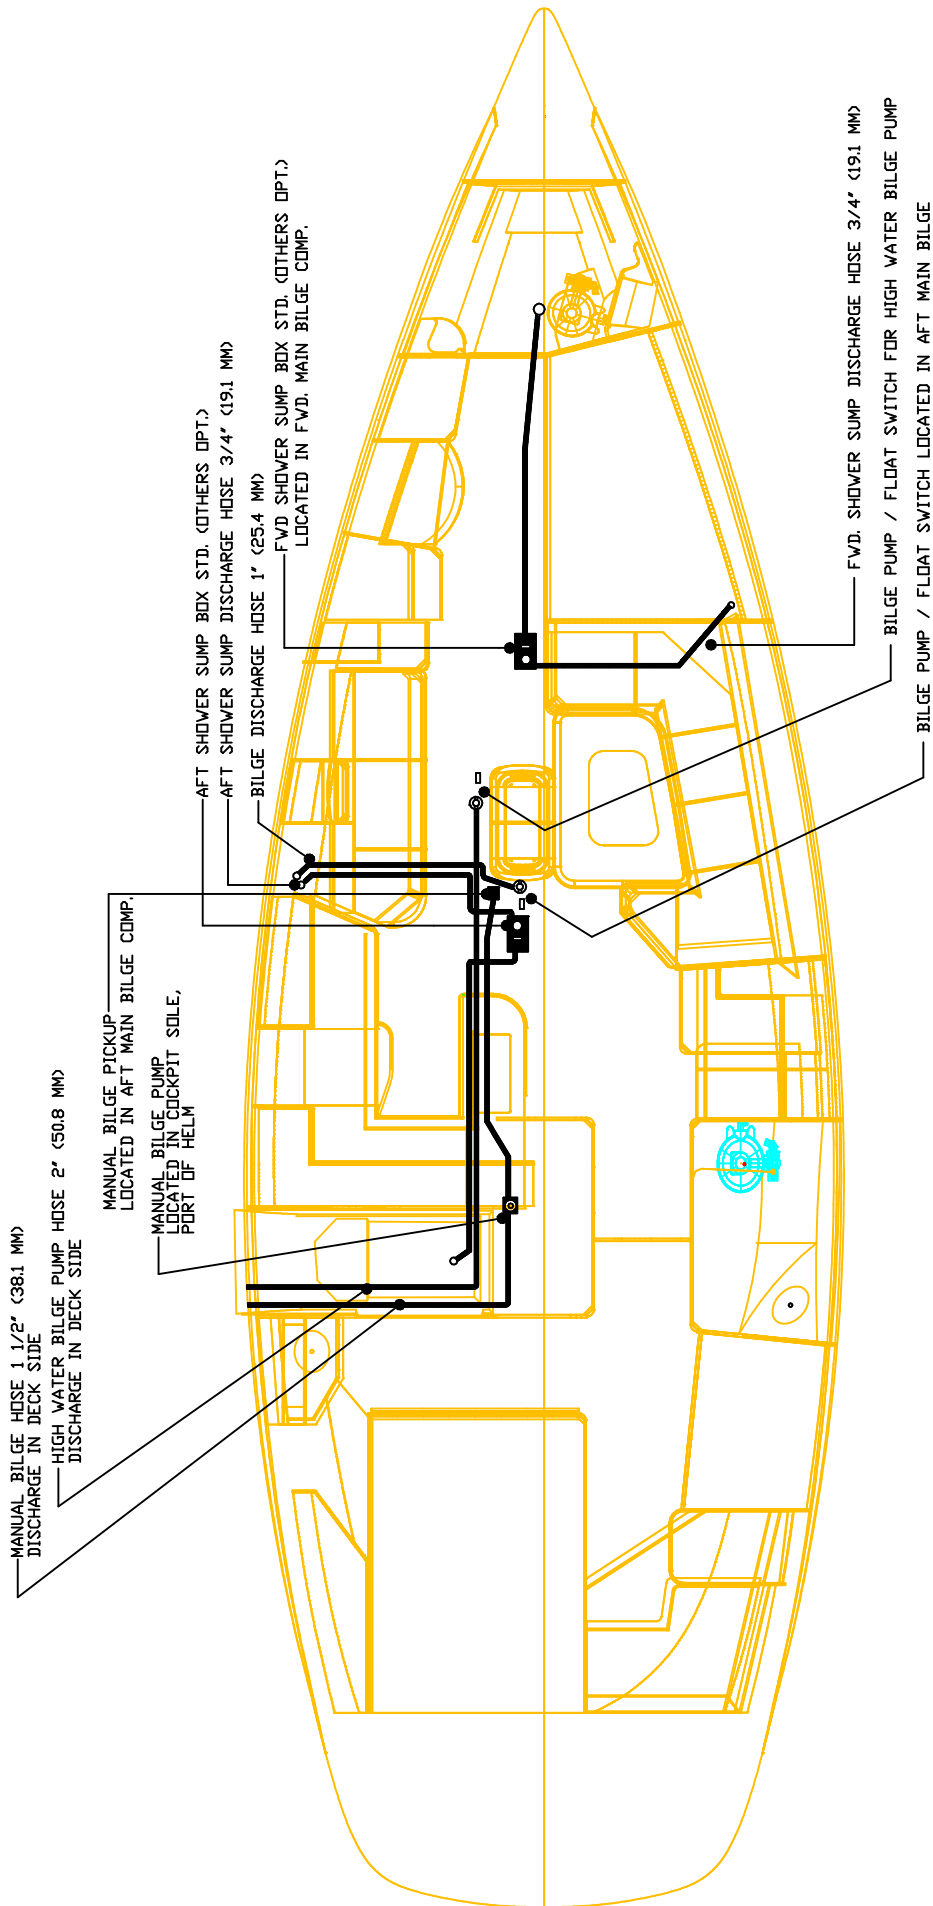 MANUAL BILGE HOSE 1 1/2" (38.1 MM)
DISCHARGE IN DECK SIDE
HIGH WATER BILGE PUMP HOSE 2" (50.8 MM)
DISCHARGE IN DECK SIDE
MANUAL BILGE PICKUP
LOCATED IN AFT MAIN BILGE COMP.
MANUAL BILGE PUMP
LOCATED IN COCKPIT SOLE,
PORT OF HELM
AFT SHOWER SUMP BOX STD. (OTHERS OPT.)
AFT SHOWER SUMP DISCHARGE HOSE 3/4" (19.1 MM)
BILGE DISCHARGE HOSE 1" (25.4 MM)
FWD SHOWER SUMP BOX STD. (OTHERS OPT.)
LOCATED IN FWD. MAIN BILGE COMP.
FWD. SHOWER SUMP DISCHARGE HOSE 3/4" (19.1 MM)
BILGE PUMP / FLOAT SWITCH FOR HIGH WATER BILGE PUMP
BILGE PUMP / FLOAT SWITCH LOCATED IN AFT MAIN BILGE